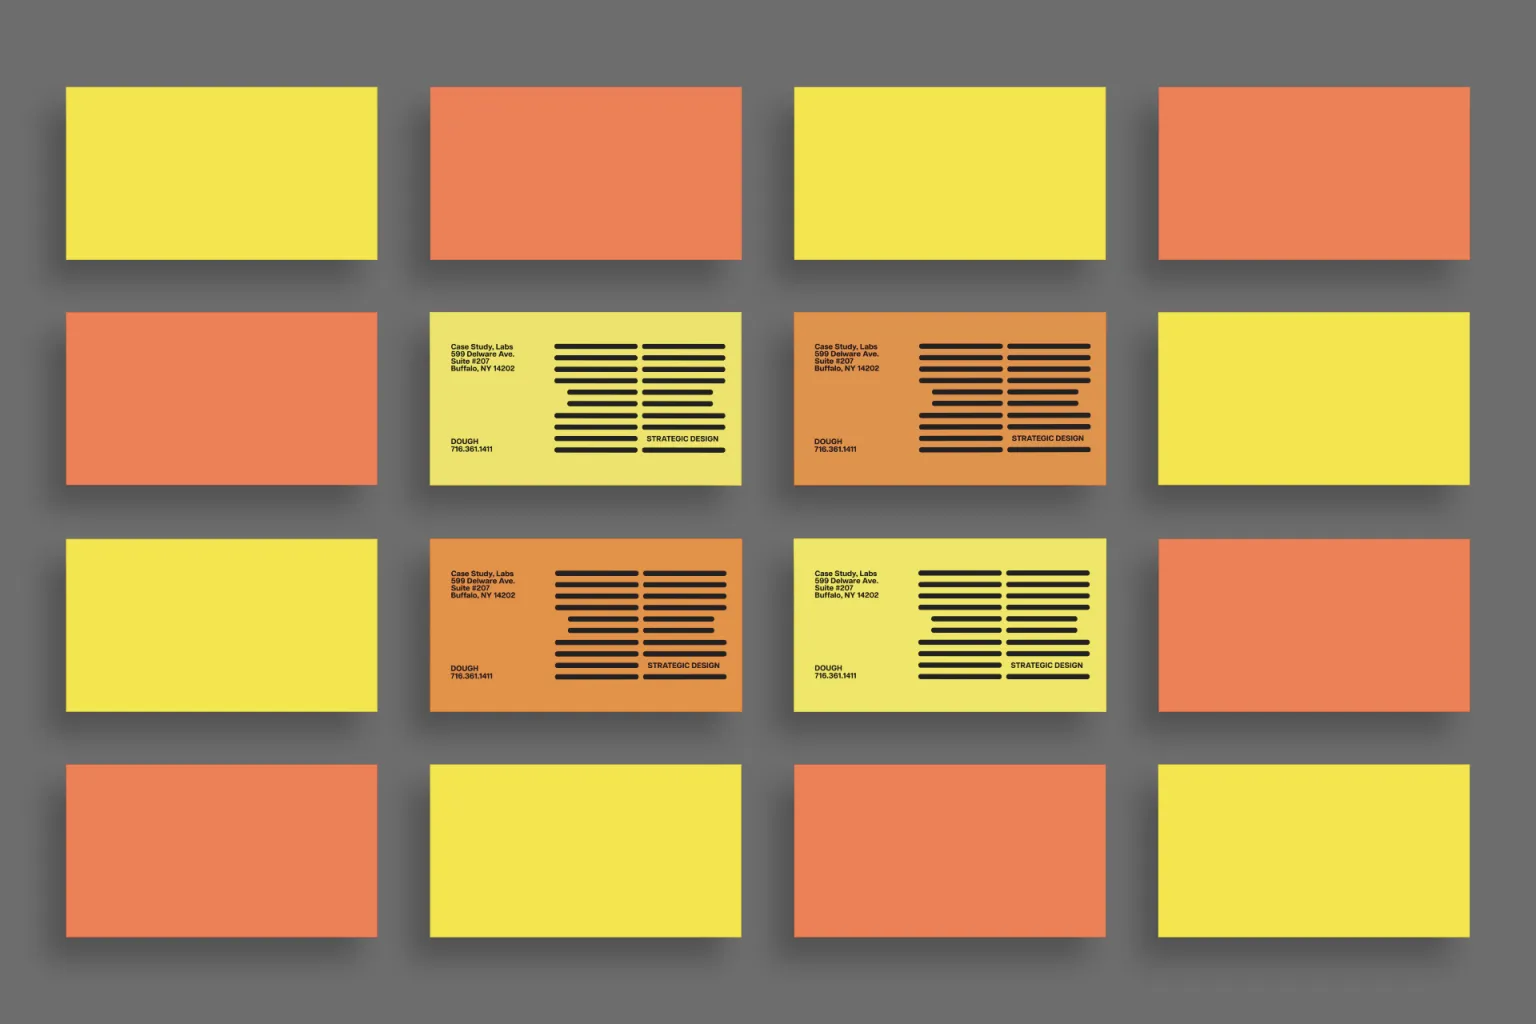 Case Study, Labs
599 Delware Ave.
Suite #207
Buffalo, NY 14202
DOUGH
716.361.1411
STRATEGIC DESIGN
Case Study, Labs
599 Delware Ave.
Suite #207
Buffalo, NY 14202
DOUGH
716.361.1411
STRATEGIC DESIGN
Case Study, Labs
599 Delware Ave.
Suite #207
Buffalo, NY 14202
DOUGH
716.361.1411
STRATEGIC DESIGN
Case Study, Labs
599 Delware Ave.
Suite #207
Buffalo, NY 14202
DOUGH
716.361.1411
STRATEGIC DESIGN